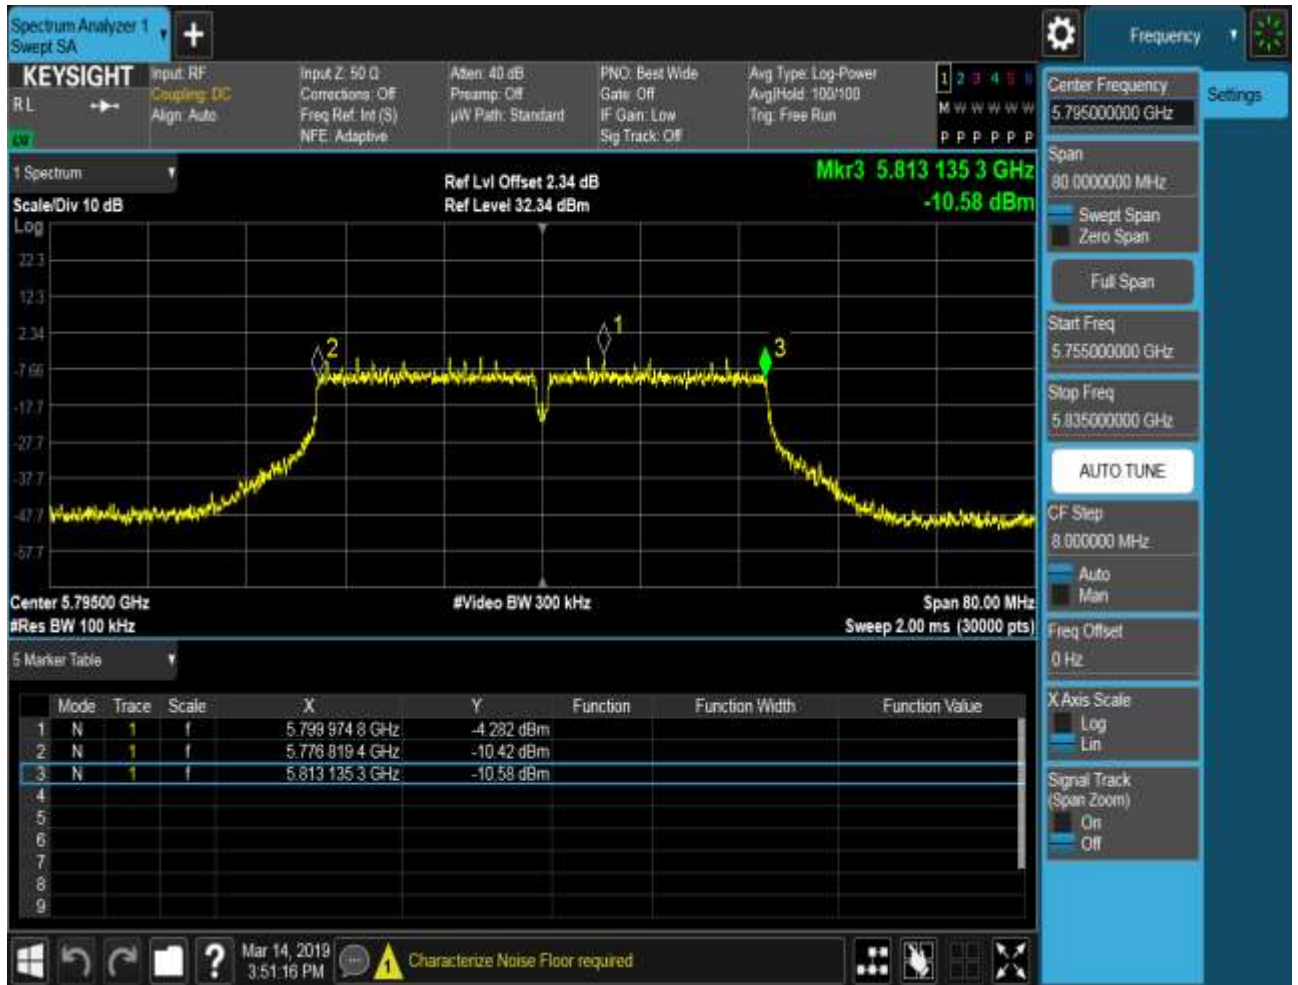 Spectrum Analyzer 1
Swept SA
Frequency
KEYSIGHT
R L
Input: RF
Coupling: DC
Align: Auto
Input Z: 50 Ω
Corrections: Off
Freq Ref: Int (S)
NFE: Adaptive
Atten: 40 dB
Preamp: Off
µW Path: Standard
PNO: Best Wide
Gate: Off
IF Gain: Low
Sig Track: Off
Avg Type: Log-Power
Avg|Hold: 100/100
Trig: Free Run
1 2 3 4 5 6
M W W W W W
P P P P P P
1 Spectrum
Scale/Div 10 dB
Ref Lvl Offset 2.34 dB
Ref Level 32.34 dBm
Mkr3 5.813 135 3 GHz
-10.58 dBm
Log
22.3
12.3
2.34
-7.66
-17.7
-27.7
-37.7
-47.7
-57.7
1
2
3
Center 5.79500 GHz
#Res BW 100 kHz
#Video BW 300 kHz
Span 80.00 MHz
Sweep 2.00 ms (30000 pts)
5 Marker Table
Mode Trace Scale X Y Function Function Width Function Value
1 N 1 f 5.799 974 8 GHz -4.282 dBm
2 N 1 f 5.776 819 4 GHz -10.42 dBm
3 N 1 f 5.813 135 3 GHz -10.58 dBm
4
5
6
7
8
9
Mar 14, 2019
3:51:16 PM
?
1
Characterize Noise Floor required
Center Frequency
5.795000000 GHz
Span
80.0000000 MHz
Swept Span
Zero Span
Full Span
Start Freq
5.755000000 GHz
Stop Freq
5.835000000 GHz
AUTO TUNE
CF Step
8.000000 MHz
Auto
Man
Freq Offset
0 Hz
X Axis Scale
Log
Lin
Signal Track
(Span Zoom)
On
Off
Settings